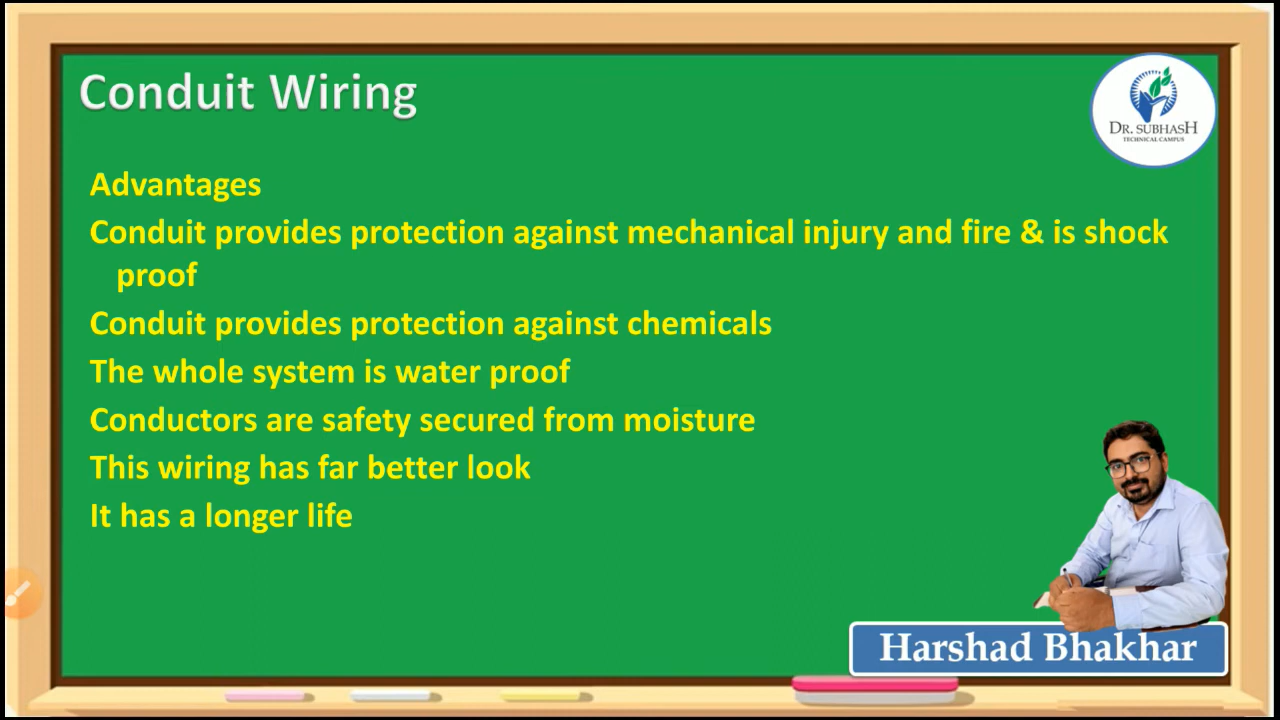 Conduit Wiring
DR. SUBHASH
TECHNICAL CAMPUS
Advantages
Conduit provides protection against mechanical injury and fire & is shock
proof
Conduit provides protection against chemicals
The whole system is water proof
Conductors are safety secured from moisture
This wiring has far better look
It has a longer life
Harshad Bhakhar